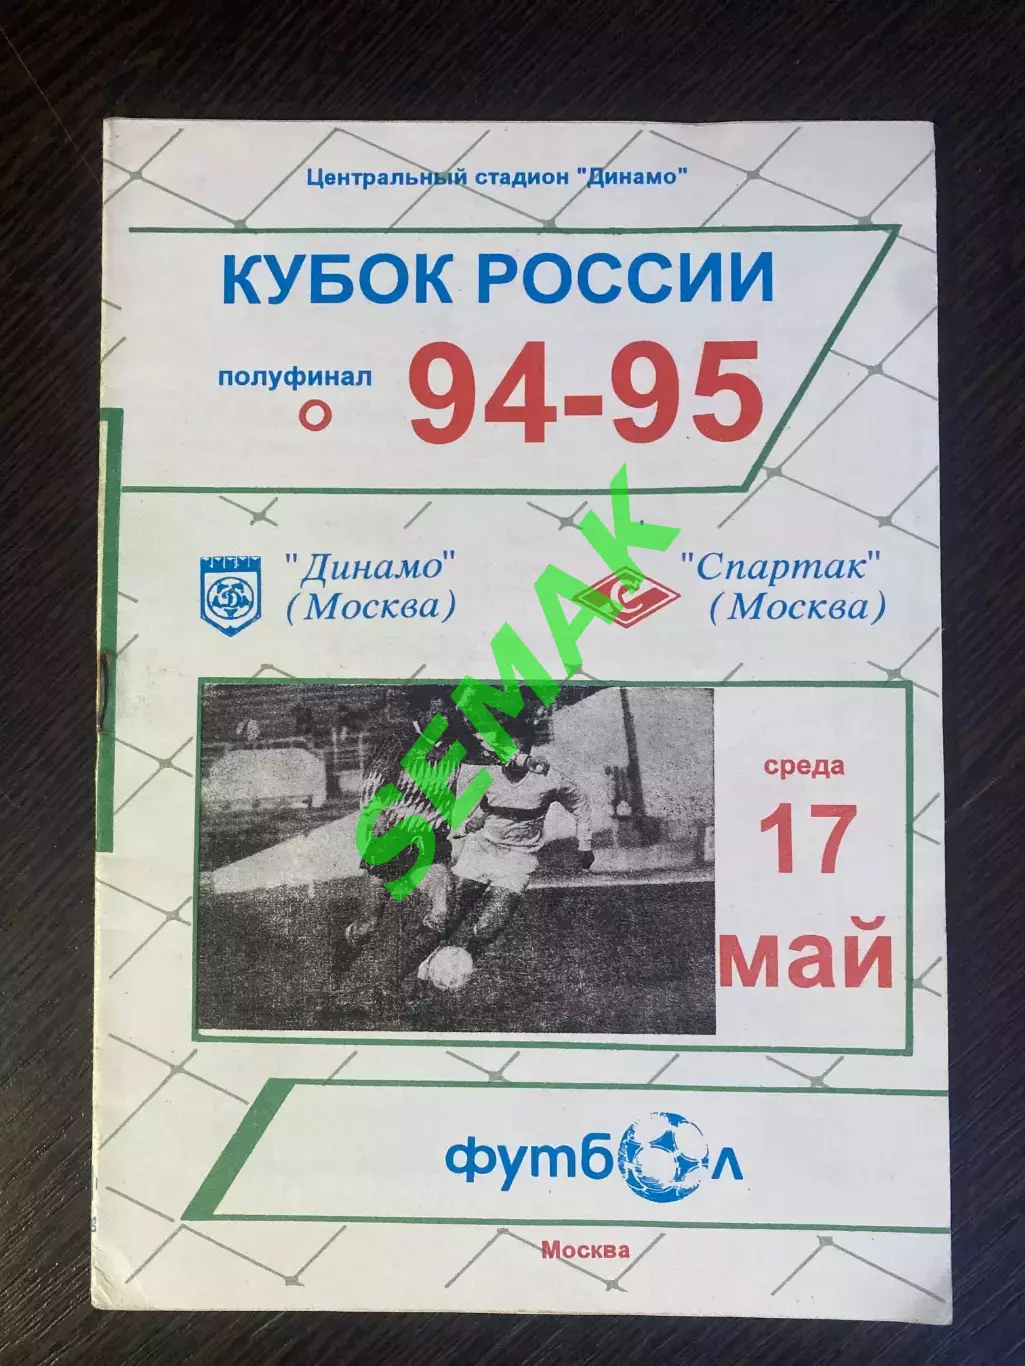 Центральный стадион "Динамо"
КУБОК РОССИИ
полуфинал
94-95
"Динамо"
(Москва)
"Спартак"
(Москва)
SEMAK
среда
17
май
футбол
Москва